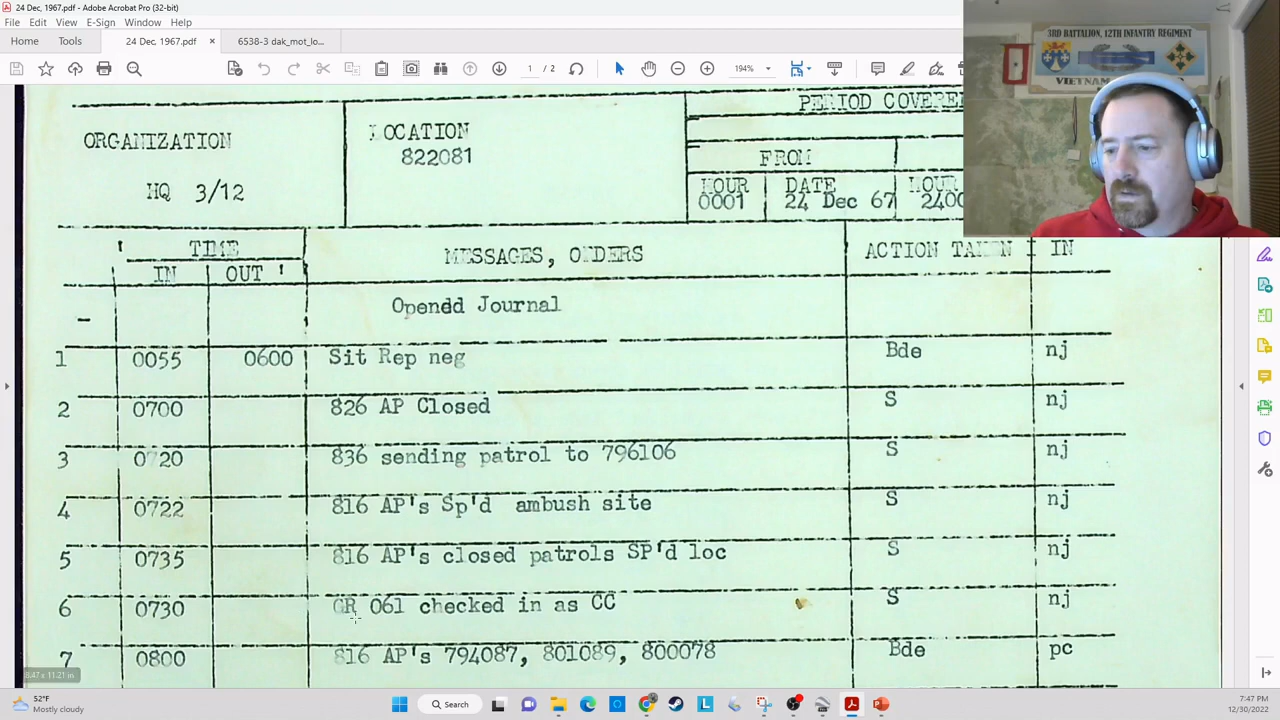 24 Dec, 1967.pdf - Adobe Acrobat Pro (32-bit)
File Edit View E-Sign Window Help
Home Tools 24 Dec, 1967.pdf × 6538-3 dak_mot_lo...
1 / 2 194%
3RD BATTALION, 12TH INFANTRY REGIMENT
VIETNAM
PERIOD COVERE
ORGANIZATION
LOCATION
822081
FROM
HQ 3/12
HOUR DATE HOUR
0001 24 Dec 67 2400
TIME
MESSAGES, ORDERS
ACTION TAKEN IN
IN OUT
Opendd Journal
1 0055 0600 Sit Rep neg Bde nj
2 0700 826 AP Closed S nj
3 0720 836 sending patrol to 796106 S nj
4 0722 816 AP's Sp'd ambush site S nj
5 0735 816 AP's closed patrols SP'd loc S nj
6 0730 GR 061 checked in as CC S nj
7 0800 816 AP's 794087, 801089, 800078 Bde pc
8.47 x 11.21 in
52°F
Mostly cloudy
Search
7:47 PM
12/30/2022